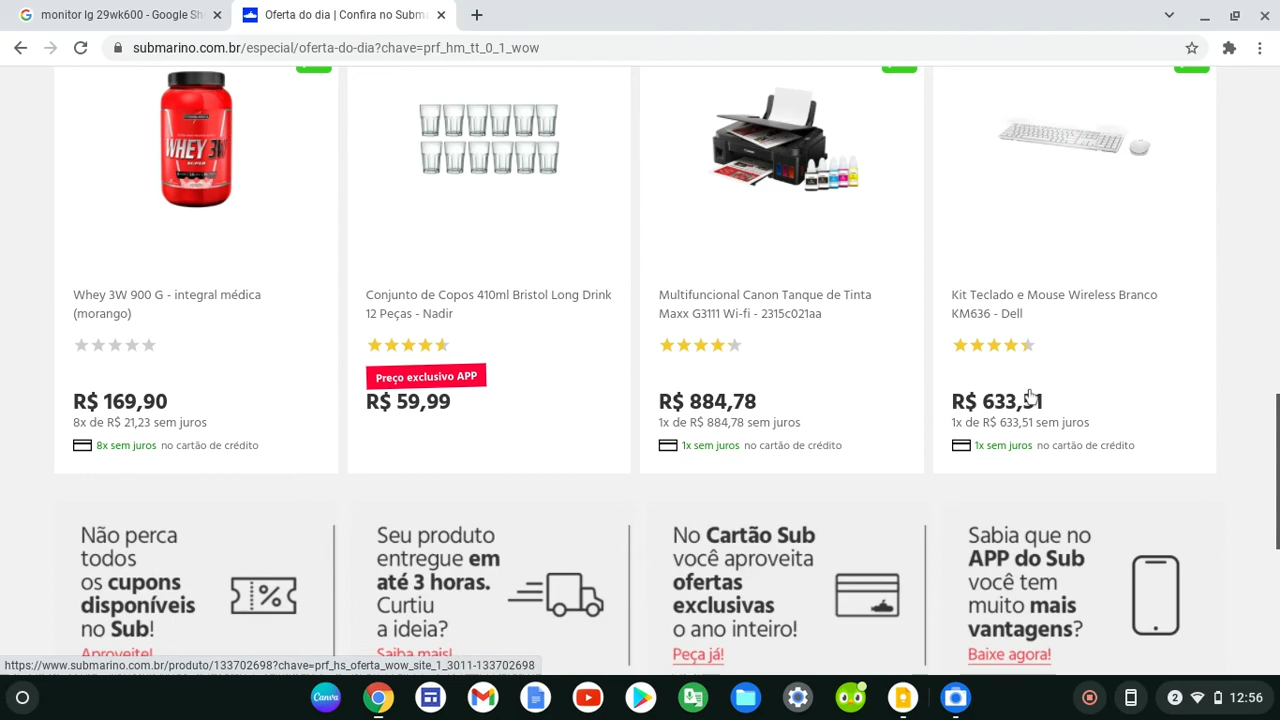 monitor lg 29wk600 - Google Sh
Oferta do dia | Confira no Subm
submarino.com.br/especial/oferta-do-dia?chave=prf_hm_tt_0_1_wow
WHEY 3W
Whey 3W 900 G - integral médica
(morango)
Conjunto de Copos 410ml Bristol Long Drink
12 Peças - Nadir
Multifuncional Canon Tanque de Tinta
Maxx G3111 Wi-fi - 2315c021aa
Kit Teclado e Mouse Wireless Branco
KM636 - Dell
Preço exclusivo APP
R$ 169,90
R$ 59,99
R$ 884,78
R$ 633,51
8x de R$ 21,23 sem juros
1x de R$ 884,78 sem juros
1x de R$ 633,51 sem juros
8x sem juros no cartão de crédito
1x sem juros no cartão de crédito
1x sem juros no cartão de crédito
Não perca
todos
os cupons
disponíveis
no Sub!
Aproveite!
Seu produto
entregue em
até 3 horas.
Curtiu
a ideia?
Saiba mais!
No Cartão Sub
você aproveita
ofertas
exclusivas
o ano inteiro!
Peça já!
Sabia que no
APP do Sub
você tem
muito mais
vantagens?
Baixe agora!
https://www.submarino.com.br/produto/133702698?chave=prf_hs_oferta_wow_site_1_3011-133702698
Canva
2
12:56